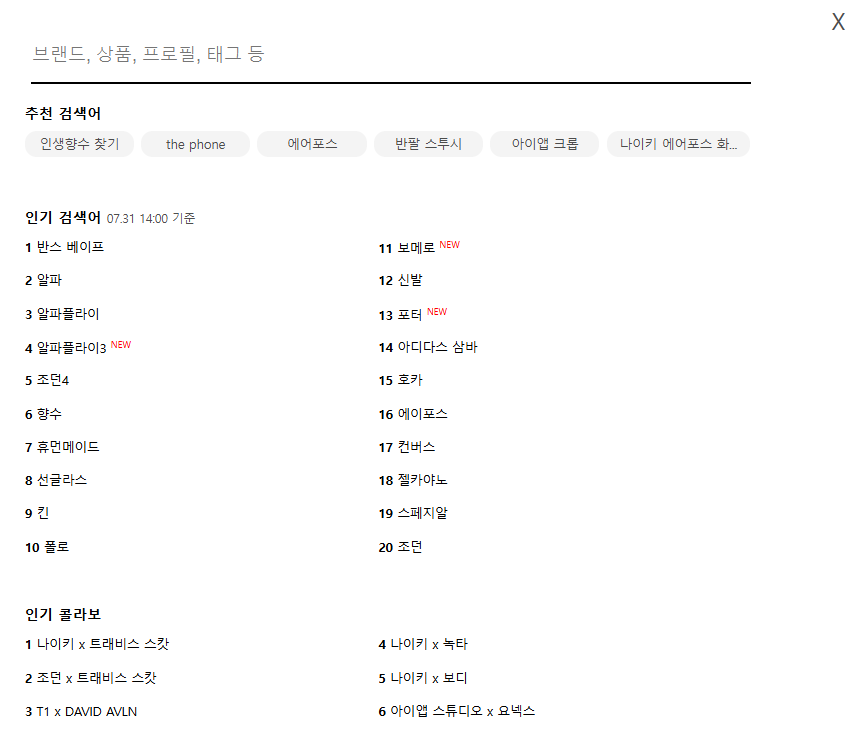 X
브랜드, 상품, 프로필, 태그 등
추천 검색어
인생향수 찾기 the phone 에어포스 반팔 스투시 아이앱 크롭 나이키 에어포스 화...
인기 검색어 07.31 14:00 기준
1 반스 베이프
2 알파
3 알파플라이
4 알파플라이3 NEW
5 조던4
6 향수
7 휴먼메이드
8 선글라스
9 킨
10 폴로
11 보메로 NEW
12 신발
13 포터 NEW
14 아디다스 삼바
15 호카
16 에이포스
17 컨버스
18 젤카야노
19 스페지알
20 조던
인기 콜라보
1 나이키 x 트래비스 스캇
2 조던 x 트래비스 스캇
3 T1 x DAVID AVLN
4 나이키 x 녹타
5 나이키 x 보디
6 아이앱 스튜디오 x 요넥스